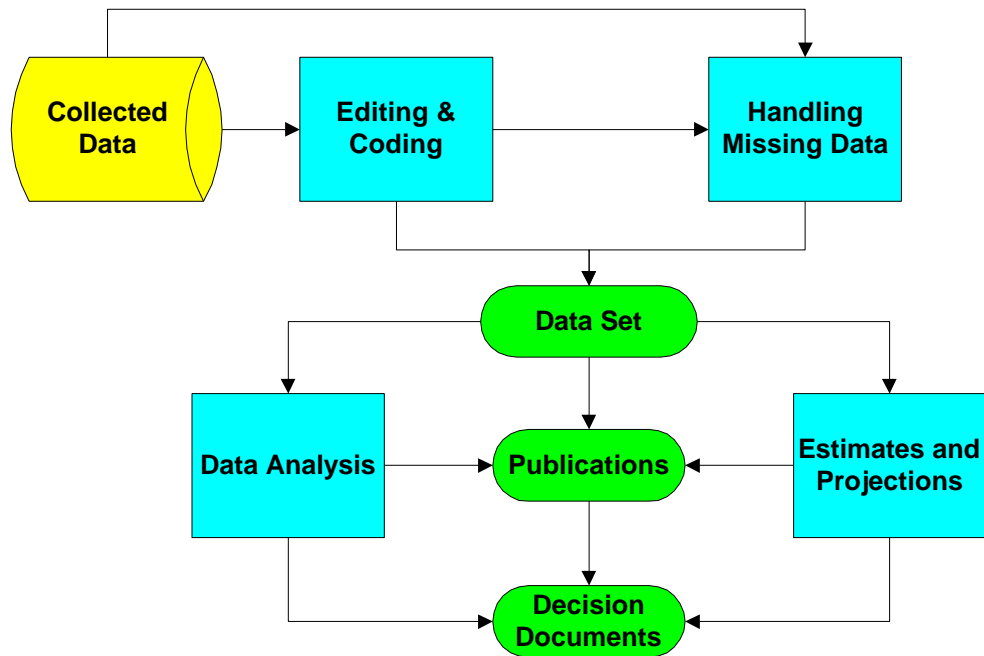 Collected
Data
Editing &
Coding
Handling
Missing Data
Data Set
Data Analysis
Publications
Estimates and
Projections
Decision
Documents